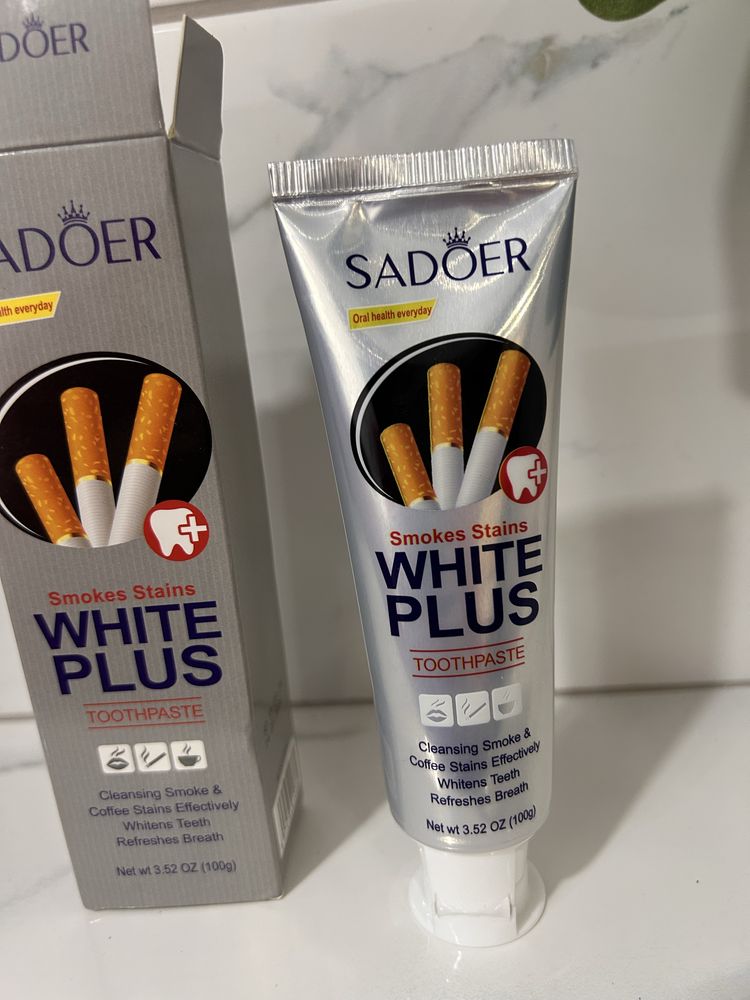 DOER
ADOER
lth everyday
Smokes Stains
WHITE
PLUS
TOOTHPASTE
Cleansing Smoke &
Coffee Stains Effectively
Whitens Teeth
Refreshes Breath
Net wt 3.52 OZ (100g)
SADOER
Oral health everyday
Smokes Stains
WHITE
PLUS
TOOTHPASTE
Cleansing Smoke &
Coffee Stains Effectively
Whitens Teeth
Refreshes Breath
Net wt 3.52 OZ (100g)